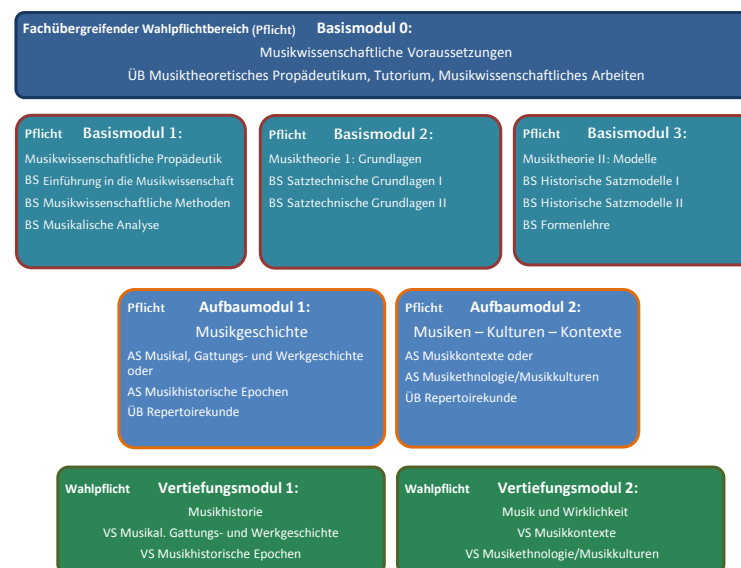 Fachübergreifender Wahlpflichtbereich (Pflicht) Basismodul 0:
Musikwissenschaftliche Voraussetzungen
ÜB Musiktheoretisches Propädeutikum, Tutorium, Musikwissenschaftliches Arbeiten
Pflicht Basismodul 1:
Musikwissenschaftliche Propädeutik
BS Einführung in die Musikwissenschaft
BS Musikwissenschaftliche Methoden
BS Musikalische Analyse
Pflicht Basismodul 2:
Musiktheorie 1: Grundlagen
BS Satztechnische Grundlagen I
BS Satztechnische Grundlagen II
Pflicht Basismodul 3:
Musiktheorie II: Modelle
BS Historische Satzmodelle I
BS Historische Satzmodelle II
BS Formenlehre
Pflicht Aufbaumodul 1:
Musikgeschichte
AS Musikal, Gattungs- und Werkgeschichte
oder
AS Musikhistorische Epochen
ÜB Repertoirekunde
Pflicht Aufbaumodul 2:
Musiken – Kulturen – Kontexte
AS Musikkontexte oder
AS Musikethnologie/Musikkulturen
ÜB Repertoirekunde
Wahlpflicht Vertiefungsmodul 1:
Musikhistorie
VS Musikal. Gattungs- und Werkgeschichte
VS Musikhistorische Epochen
Wahlpflicht Vertiefungsmodul 2:
Musik und Wirklichkeit
VS Musikkontexte
VS Musikethnologie/Musikkulturen